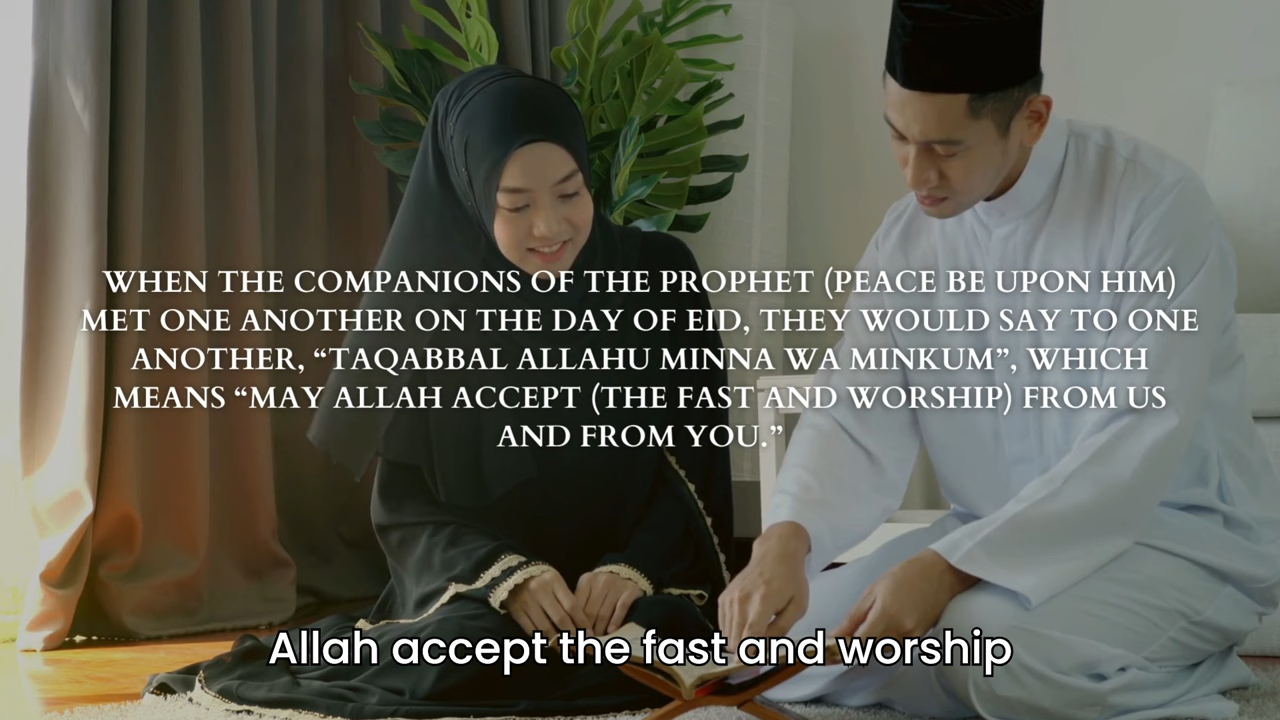 WHEN THE COMPANIONS OF THE PROPHET (PEACE BE UPON HIM)
MET ONE ANOTHER ON THE DAY OF EID, THEY WOULD SAY TO ONE
ANOTHER, “TAQABBAL ALLAHU MINNA WA MINKUM”, WHICH
MEANS “MAY ALLAH ACCEPT (THE FAST AND WORSHIP) FROM US
AND FROM YOU.”
Allah accept the fast and worship